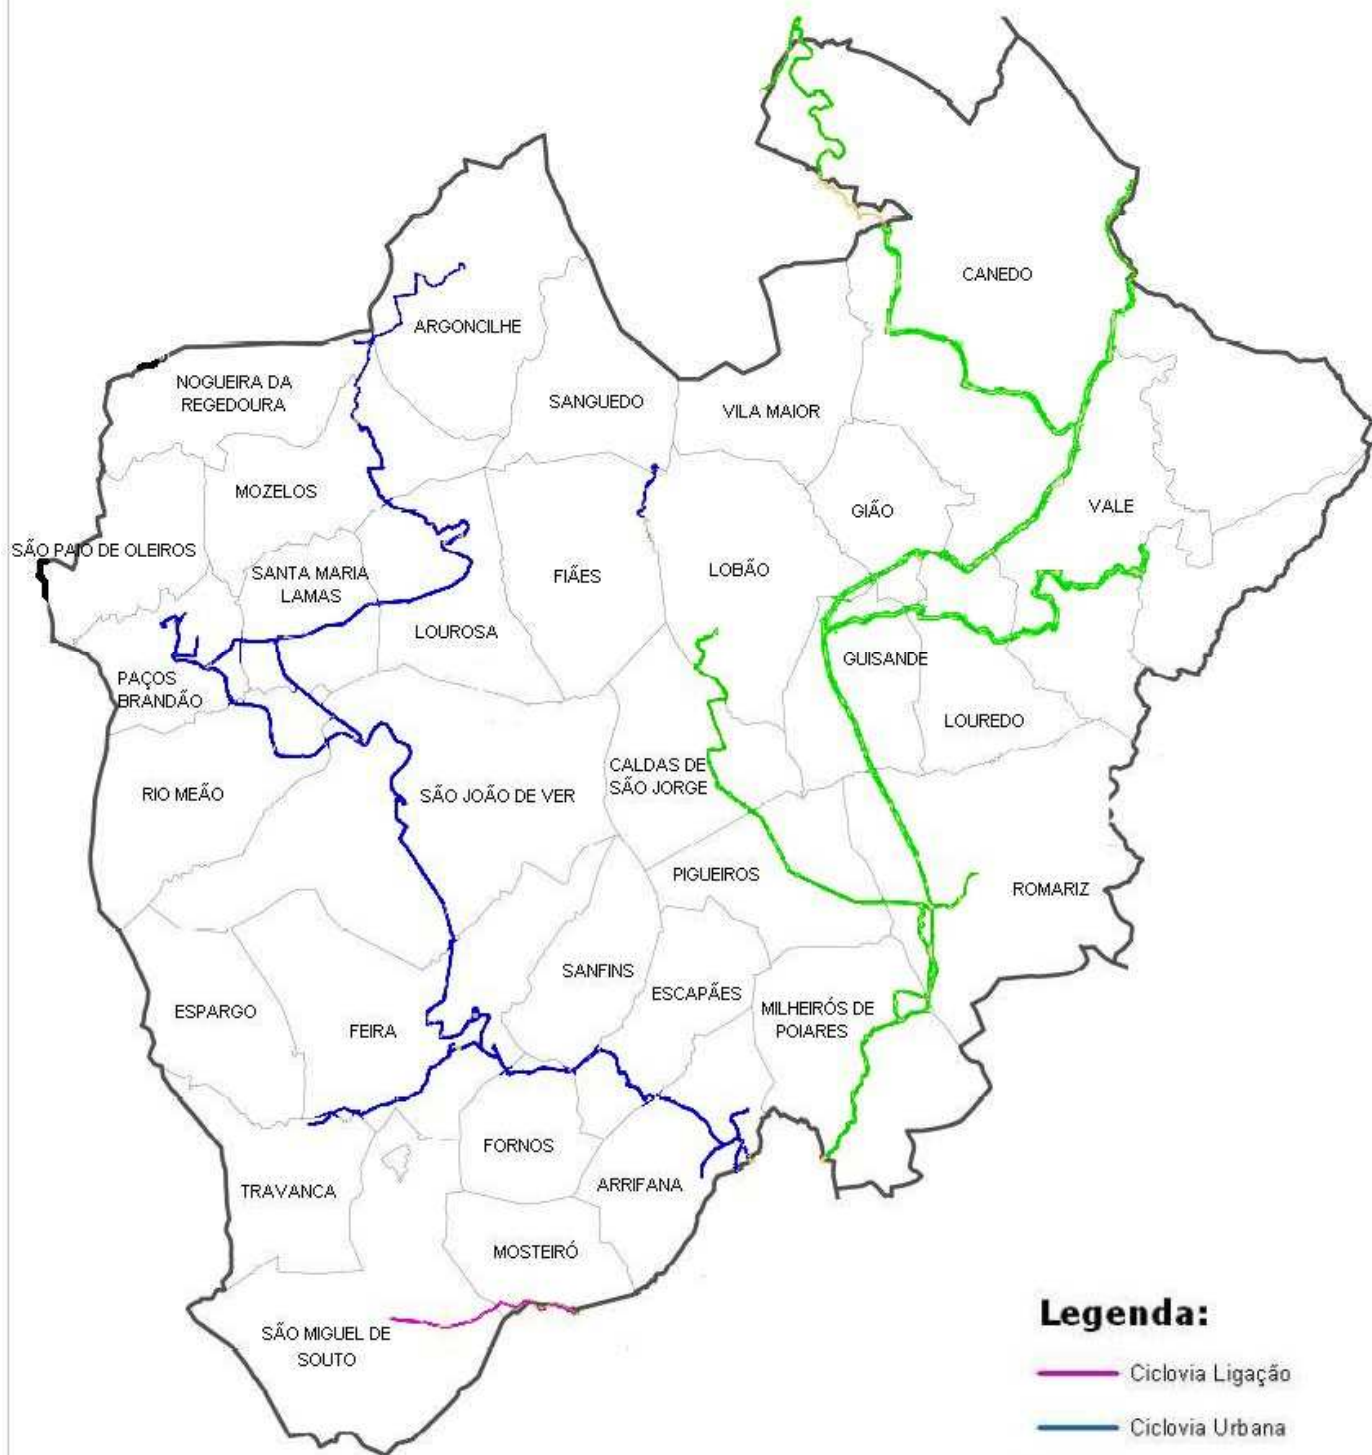 CANEDO
ARGONCILHE
NOGUEIRA DA
REGEDOURA
SANGUEDO
VILA MAIOR
MOZELOS
GIÃO
VALE
SÃO PAIO DE OLEIROS
SANTA MARIA
LAMAS
FIÃES
LOBÃO
LOUROSA
GUISANDE
PAÇOS
BRANDÃO
LOUREDO
RIO MEÃO
SÃO JOÃO DE VER
CALDAS DE
SÃO JORGE
PIGUEIROS
ROMARIZ
SANFINS
ESCAPÃES
ESPARGO
FEIRA
MILHEIRÓS DE
POIARES
FORNOS
TRAVANCA
ARRIFANA
MOSTEIRÓ
SÃO MIGUEL DE
SOUTO
Legenda:
Ciclovia Ligação
Ciclovia Urbana